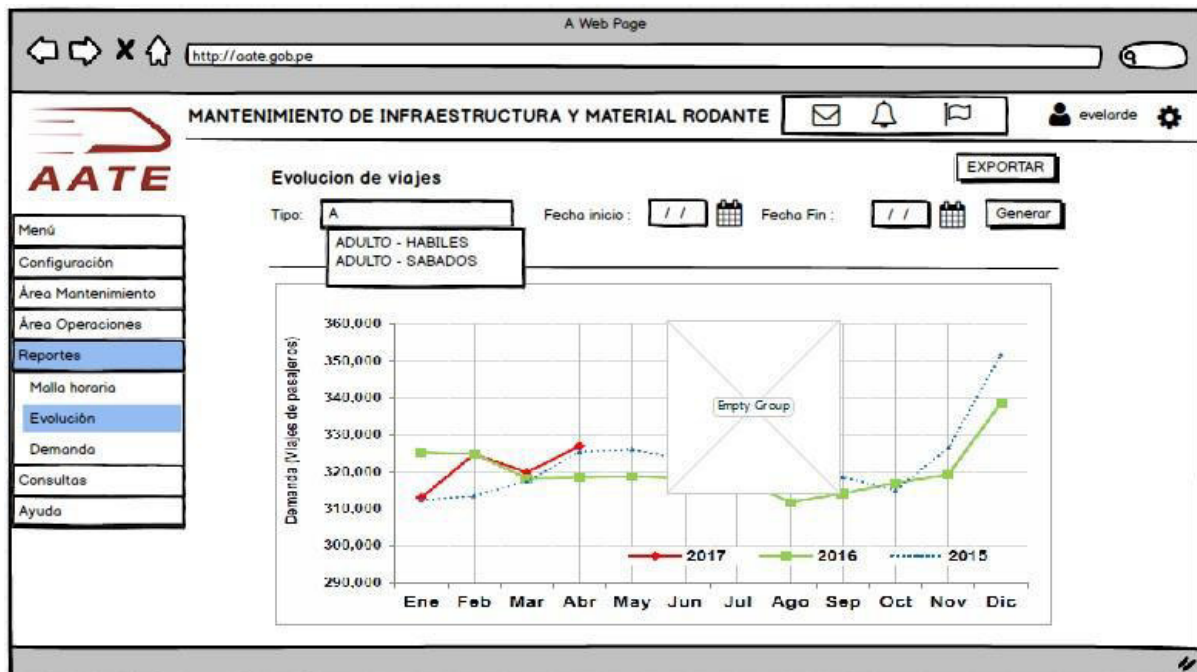 A Web Page
http://aate.gob.pe
AATE
MANTENIMIENTO DE INFRAESTRUCTURA Y MATERIAL RODANTE
evelarde
Evolucion de viajes
EXPORTAR
Tipo: A
Fecha inicio : / /
Fecha Fin : / /
Generar
ADULTO - HABILES
ADULTO - SABADOS
Menú
Configuración
Área Mantenimiento
Área Operaciones
Reportes
Malla horaria
Evolución
Demanda
Consultas
Ayuda
Demanda (Viajes de pasajeros)
360,000
350,000
340,000
330,000
320,000
310,000
300,000
290,000
Empty Group
2017 2016 2015
Ene Feb Mar Abr May Jun Jul Ago Sep Oct Nov Dic